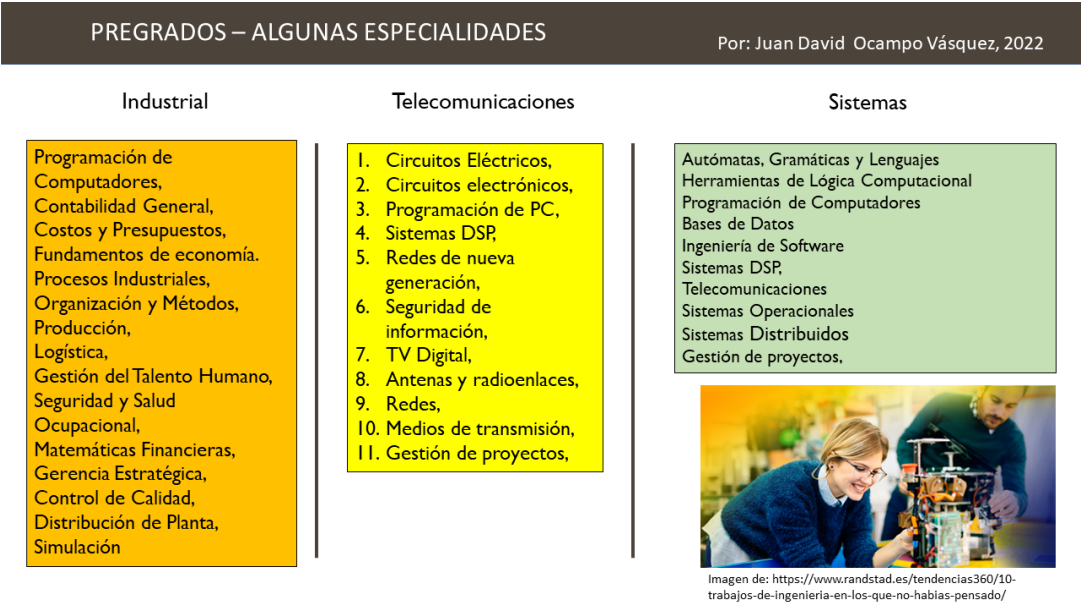 PREGRADOS – ALGUNAS ESPECIALIDADES
Por: Juan David Ocampo Vásquez, 2022
Industrial
Programación de
Computadores,
Contabilidad General,
Costos y Presupuestos,
Fundamentos de economía.
Procesos Industriales,
Organización y Métodos,
Producción,
Logística,
Gestión del Talento Humano,
Seguridad y Salud
Ocupacional,
Matemáticas Financieras,
Gerencia Estratégica,
Control de Calidad,
Distribución de Planta,
Simulación
Telecomunicaciones
1. Circuitos Eléctricos,
2. Circuitos electrónicos,
3. Programación de PC,
4. Sistemas DSP,
5. Redes de nueva
generación,
6. Seguridad de
información,
7. TV Digital,
8. Antenas y radioenlaces,
9. Redes,
10. Medios de transmisión,
11. Gestión de proyectos,
Sistemas
Autómatas, Gramáticas y Lenguajes
Herramientas de Lógica Computacional
Programación de Computadores
Bases de Datos
Ingeniería de Software
Sistemas DSP,
Telecomunicaciones
Sistemas Operacionales
Sistemas Distribuidos
Gestión de proyectos,
Imagen de: https://www.randstad.es/tendencias360/10-
trabajos-de-ingenieria-en-los-que-no-habias-pensado/